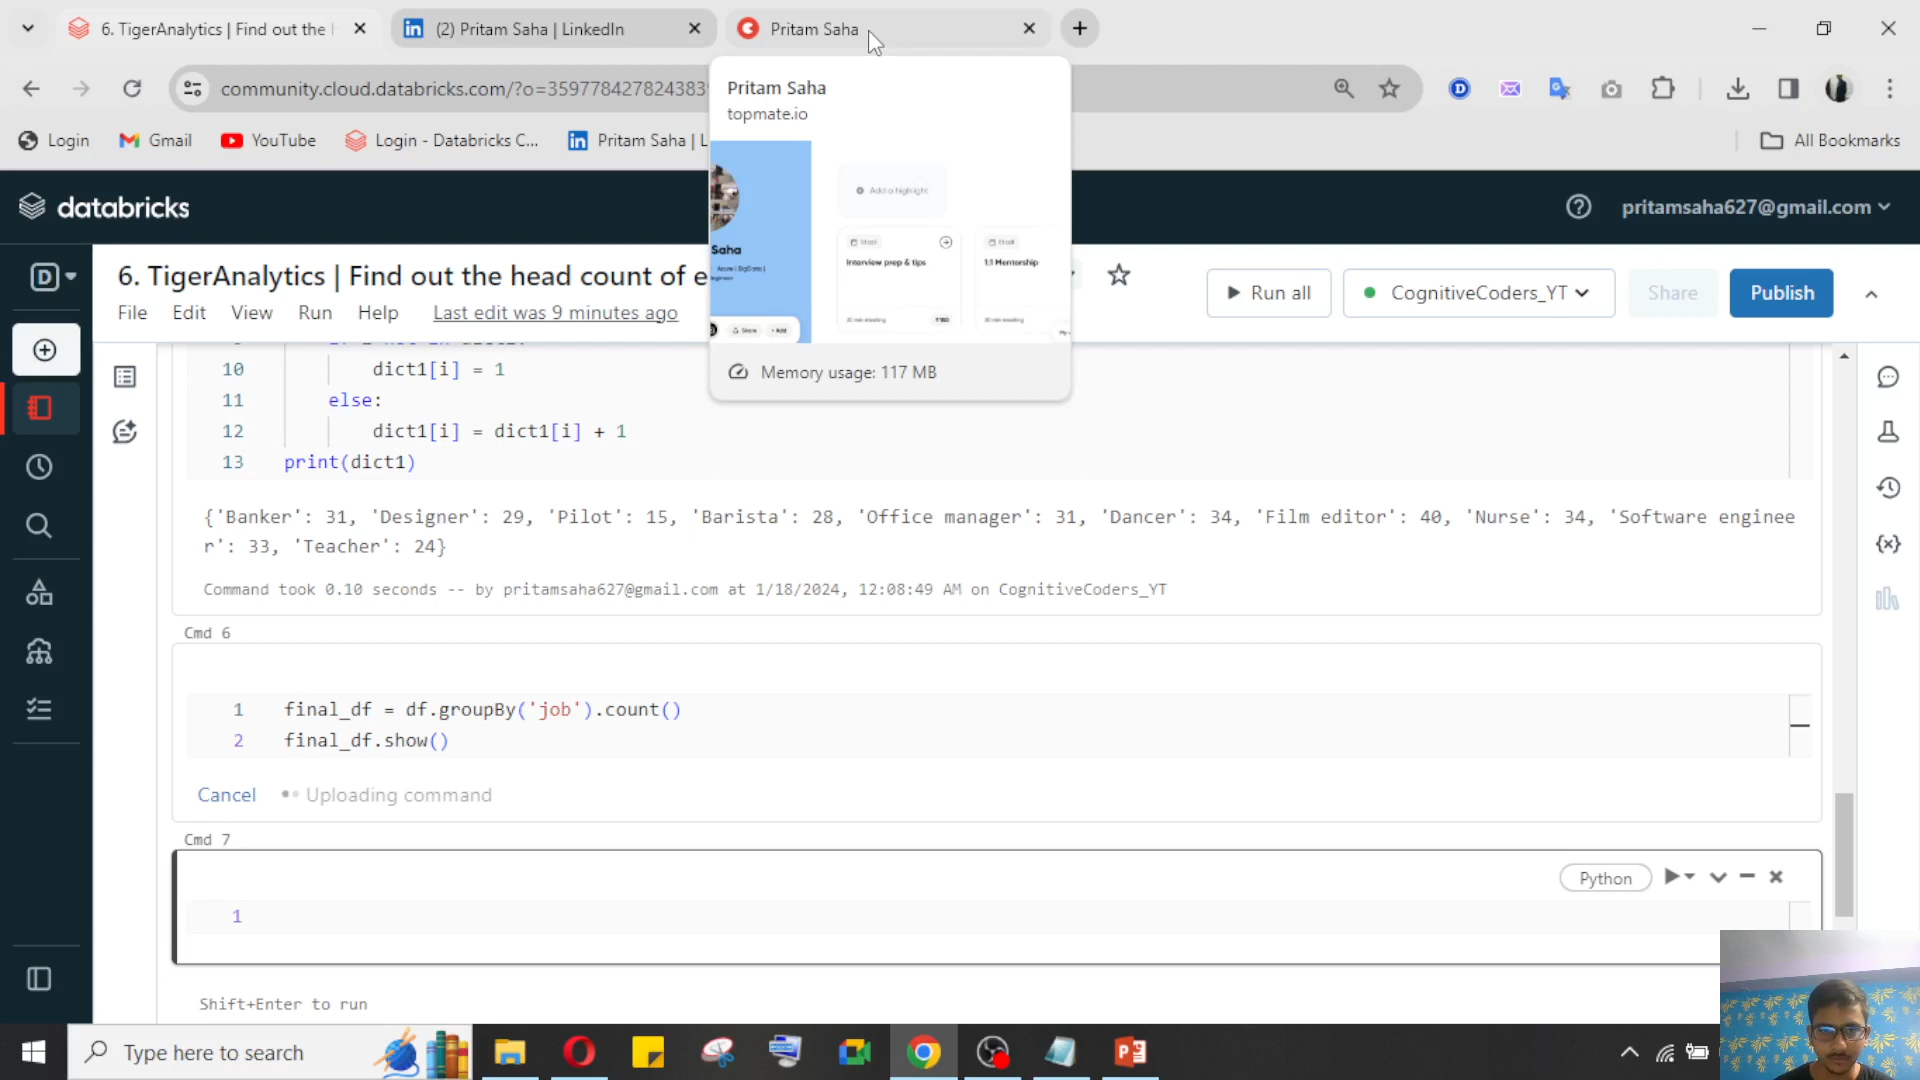 6. TigerAnalytics | Find out the
(2) Pritam Saha | LinkedIn
Pritam Saha
community.cloud.databricks.com/?o=35977842782438
Pritam Saha
topmate.io
Login
Gmail
YouTube
Login - Databricks C...
Pritam Saha | L
All Bookmarks
Add a highlight
Saha
Interview prep & tips
1:1 Mentorship
Share
Memory usage: 117 MB
databricks
pritamsaha627@gmail.com
D
6. TigerAnalytics | Find out the head count of e
File Edit View Run Help Last edit was 9 minutes ago
Run all
CognitiveCoders_YT
Share
Publish
10 dict1[i] = 1
11 else:
12 dict1[i] = dict1[i] + 1
13 print(dict1)
{'Banker': 31, 'Designer': 29, 'Pilot': 15, 'Barista': 28, 'Office manager': 31, 'Dancer': 34, 'Film editor': 40, 'Nurse': 34, 'Software enginee
r': 33, 'Teacher': 24}
Command took 0.10 seconds -- by pritamsaha627@gmail.com at 1/18/2024, 12:08:49 AM on CognitiveCoders_YT
Cmd 6
1 final_df = df.groupBy('job').count()
2 final_df.show()
Cancel Uploading command
Cmd 7
Python
1
Shift+Enter to run
Type here to search